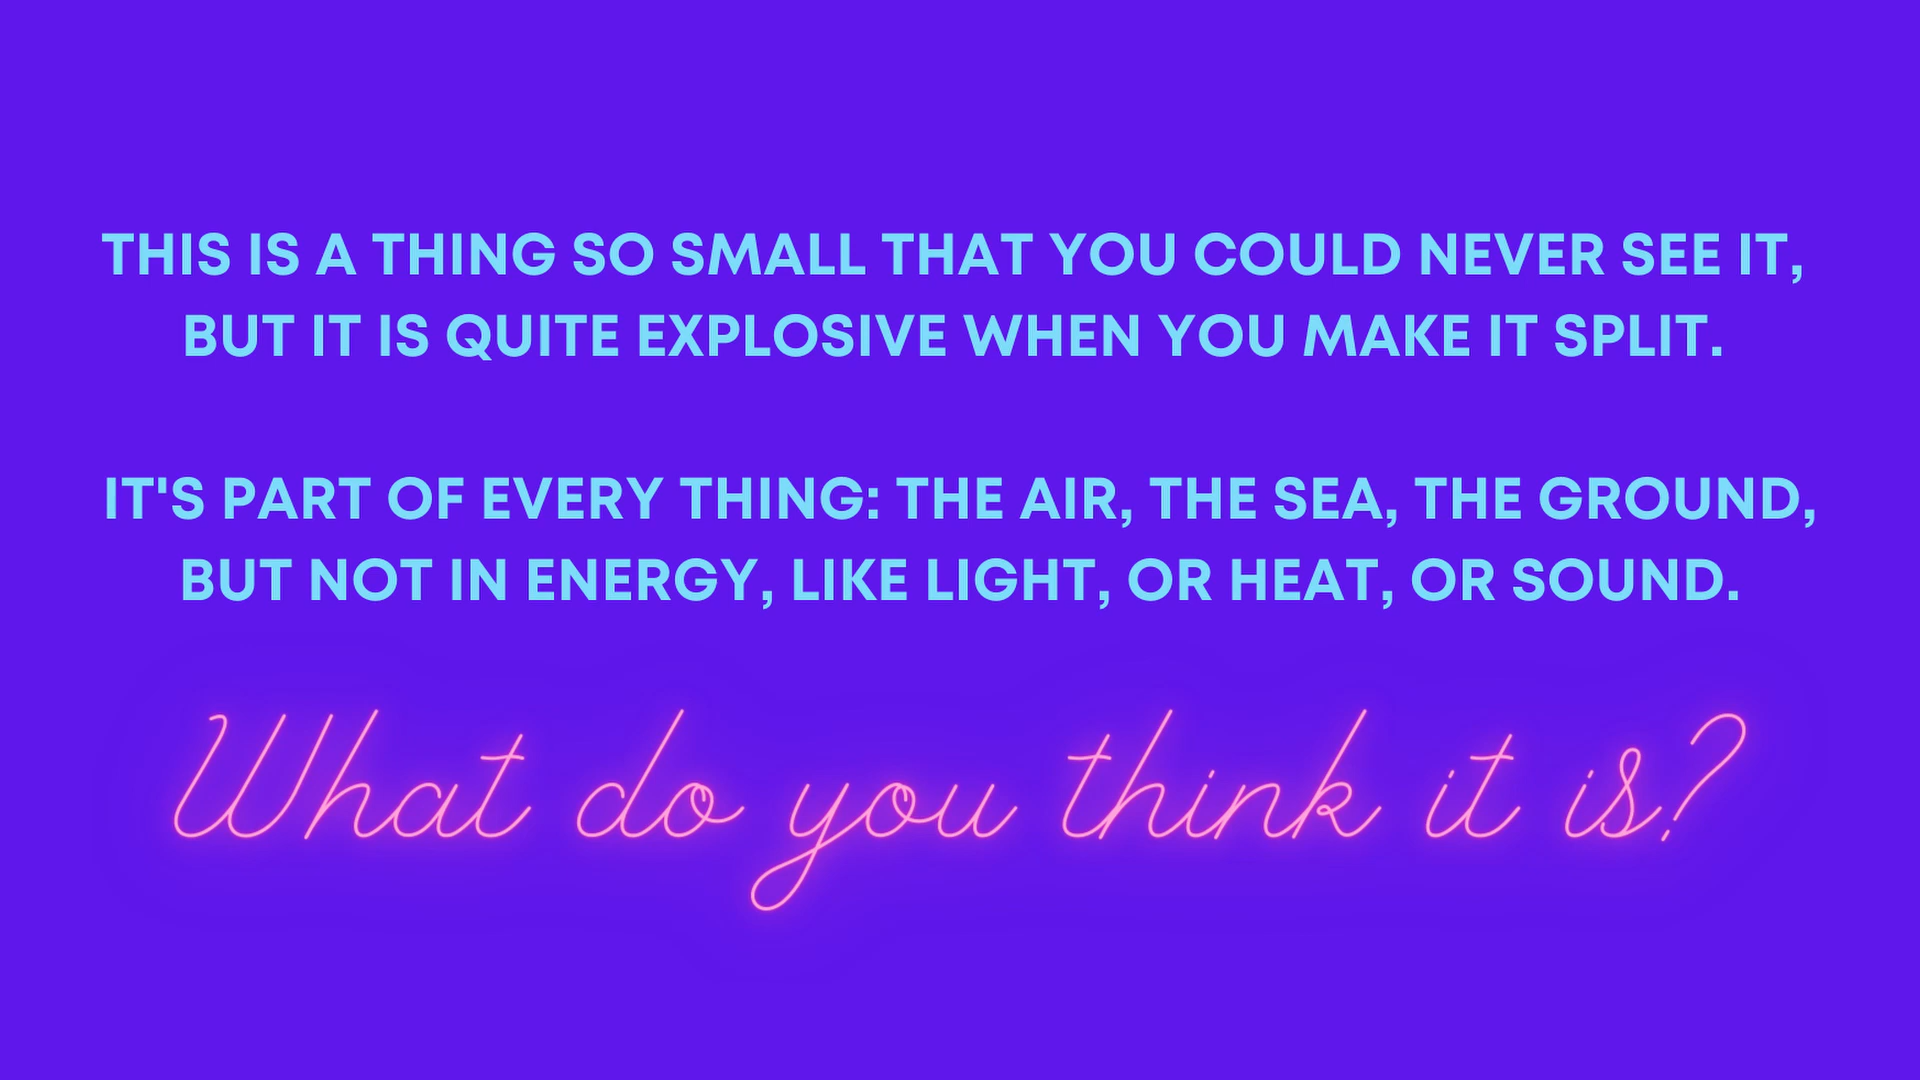 THIS IS A THING SO SMALL THAT YOU COULD NEVER SEE IT,
BUT IT IS QUITE EXPLOSIVE WHEN YOU MAKE IT SPLIT.
IT'S PART OF EVERY THING: THE AIR, THE SEA, THE GROUND,
BUT NOT IN ENERGY, LIKE LIGHT, OR HEAT, OR SOUND.
What do you think it is?